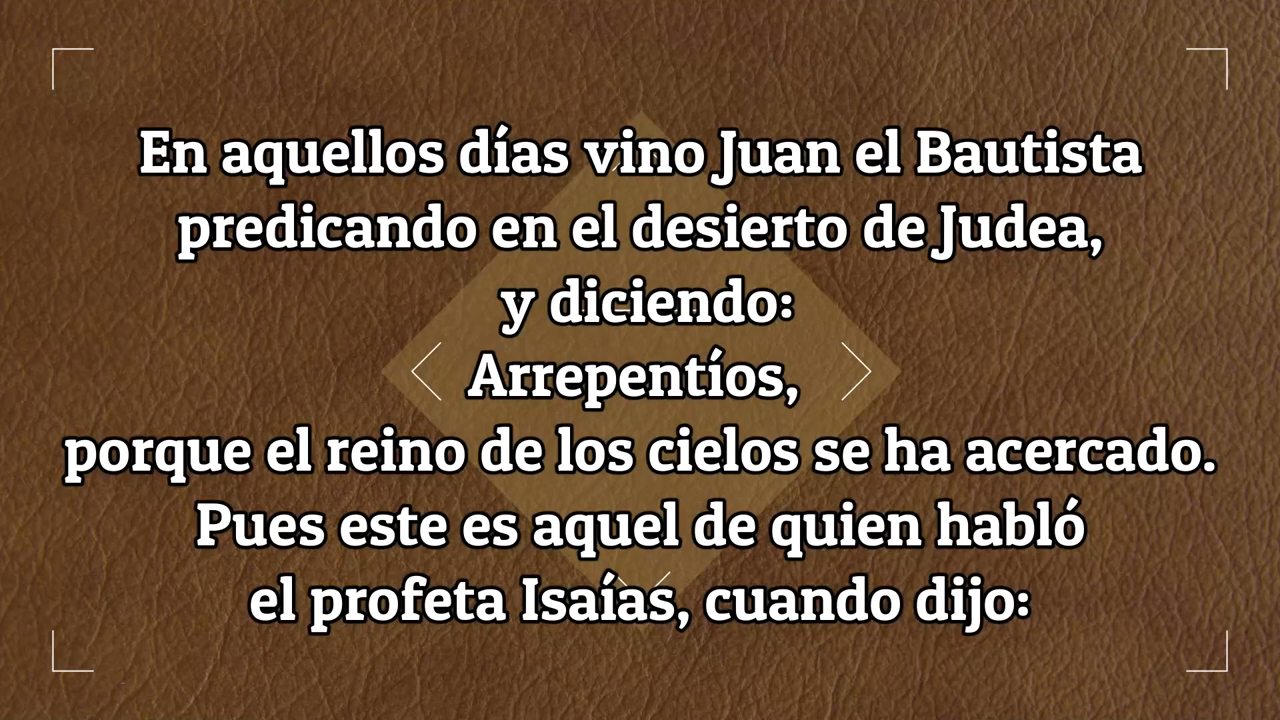 En aquellos días vino Juan el Bautista
predicando en el desierto de Judea,
y diciendo:
Arrepentíos,
porque el reino de los cielos se ha acercado.
Pues este es aquel de quien habló
el profeta Isaías, cuando dijo: